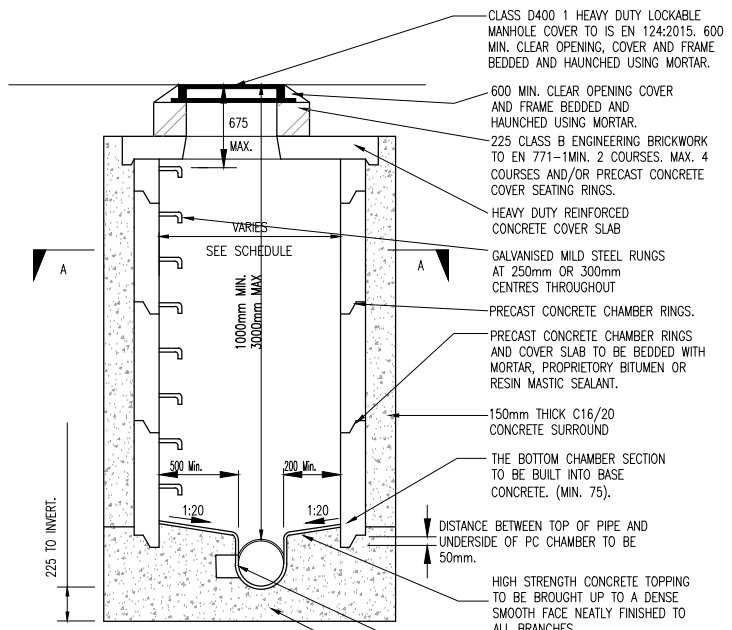 CLASS D400 1 HEAVY DUTY LOCKABLE
MANHOLE COVER TO IS EN 124:2015. 600
MIN. CLEAR OPENING, COVER AND FRAME
BEDDED AND HAUNCHED USING MORTAR.
600 MIN. CLEAR OPENING COVER
AND FRAME BEDDED AND
HAUNCHED USING MORTAR.
225 CLASS B ENGINEERING BRICKWORK
TO EN 771-1MIN. 2 COURSES. MAX. 4
COURSES AND/OR PRECAST CONCRETE
COVER SEATING RINGS.
HEAVY DUTY REINFORCED
CONCRETE COVER SLAB
GALVANISED MILD STEEL RUNGS
AT 250mm OR 300mm
CENTRES THROUGHOUT
PRECAST CONCRETE CHAMBER RINGS.
PRECAST CONCRETE CHAMBER RINGS
AND COVER SLAB TO BE BEDDED WITH
MORTAR, PROPRIETORY BITUMEN OR
RESIN MASTIC SEALANT.
150mm THICK C16/20
CONCRETE SURROUND
THE BOTTOM CHAMBER SECTION
TO BE BUILT INTO BASE
CONCRETE. (MIN. 75).
DISTANCE BETWEEN TOP OF PIPE AND
UNDERSIDE OF PC CHAMBER TO BE
50mm.
HIGH STRENGTH CONCRETE TOPPING
TO BE BROUGHT UP TO A DENSE
SMOOTH FACE NEATLY FINISHED TO
ALL BRANCHES
675
MAX.
VARIES
SEE SCHEDULE
A
A
1000mm MIN.
3000mm MAX
500 Min.
200 Min.
1:20
1:20
225 TO INVERT.